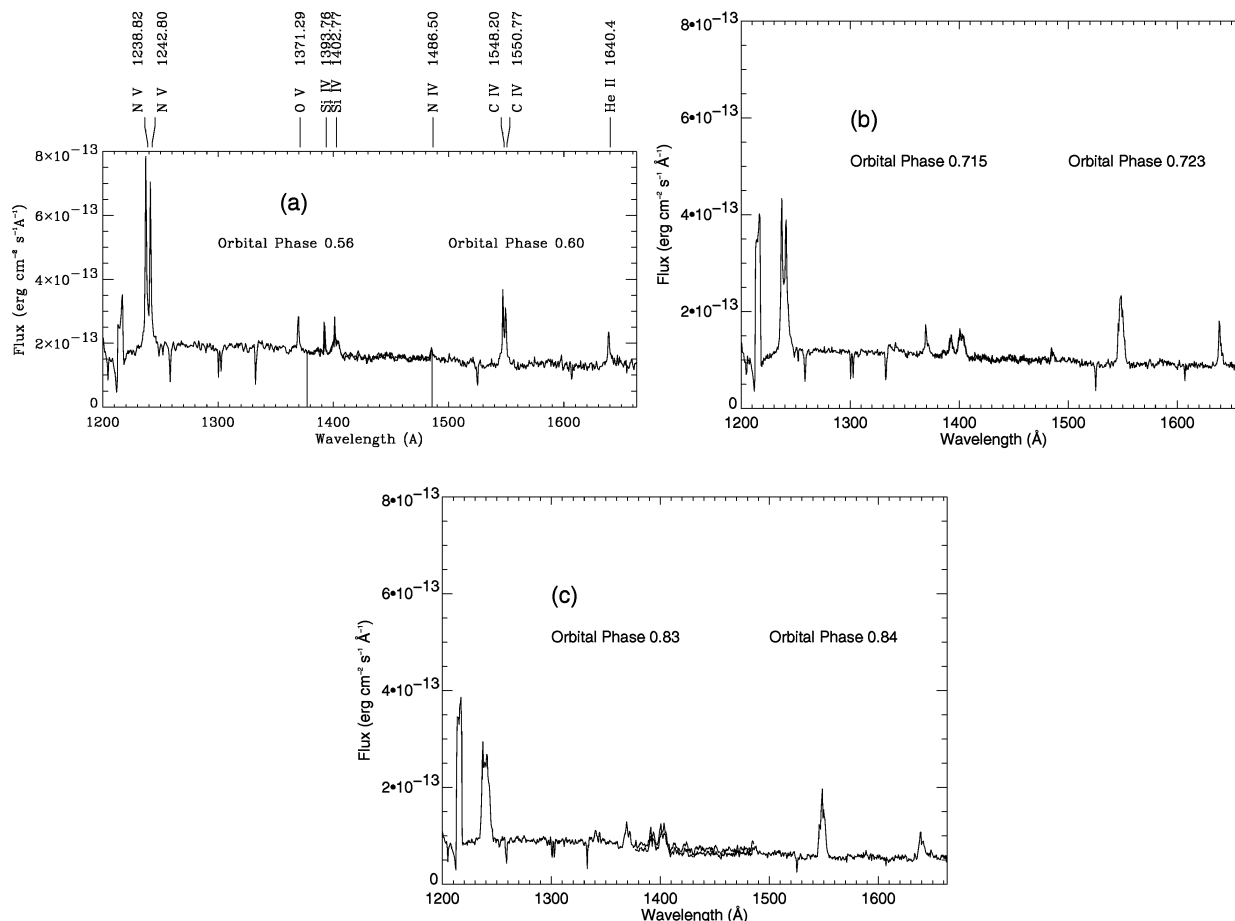 N V 1238.82
N V 1242.80
O V 1371.29
Si IV 1393.76
Si IV 1402.77
N IV 1486.50
C IV 1548.20
C IV 1550.77
He II 1640.4
8×10⁻¹³
6×10⁻¹³
4×10⁻¹³
2×10⁻¹³
0
Flux (erg cm⁻² s⁻¹A⁻¹)
(a)
Orbital Phase 0.56
Orbital Phase 0.60
1200
1300
1400
1500
1600
Wavelength (A)
8•10⁻¹³
6•10⁻¹³
4•10⁻¹³
2•10⁻¹³
0
Flux (erg cm⁻² s⁻¹ Å⁻¹)
(b)
Orbital Phase 0.715
Orbital Phase 0.723
1200
1300
1400
1500
1600
Wavelength (Å)
8•10⁻¹³
6•10⁻¹³
4•10⁻¹³
2•10⁻¹³
0
Flux (erg cm⁻² s⁻¹ Å⁻¹)
(c)
Orbital Phase 0.83
Orbital Phase 0.84
1200
1300
1400
1500
1600
Wavelength (Å)